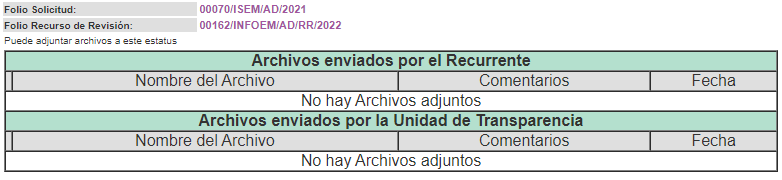 Folio Solicitud: 00070/ISEM/AD/2021
Folio Recurso de Revisión: 00162/INFOEM/AD/RR/2022
Puede adjuntar archivos a este estatus
Archivos enviados por el Recurrente
Nombre del Archivo Comentarios Fecha
No hay Archivos adjuntos
Archivos enviados por la Unidad de Transparencia
Nombre del Archivo Comentarios Fecha
No hay Archivos adjuntos